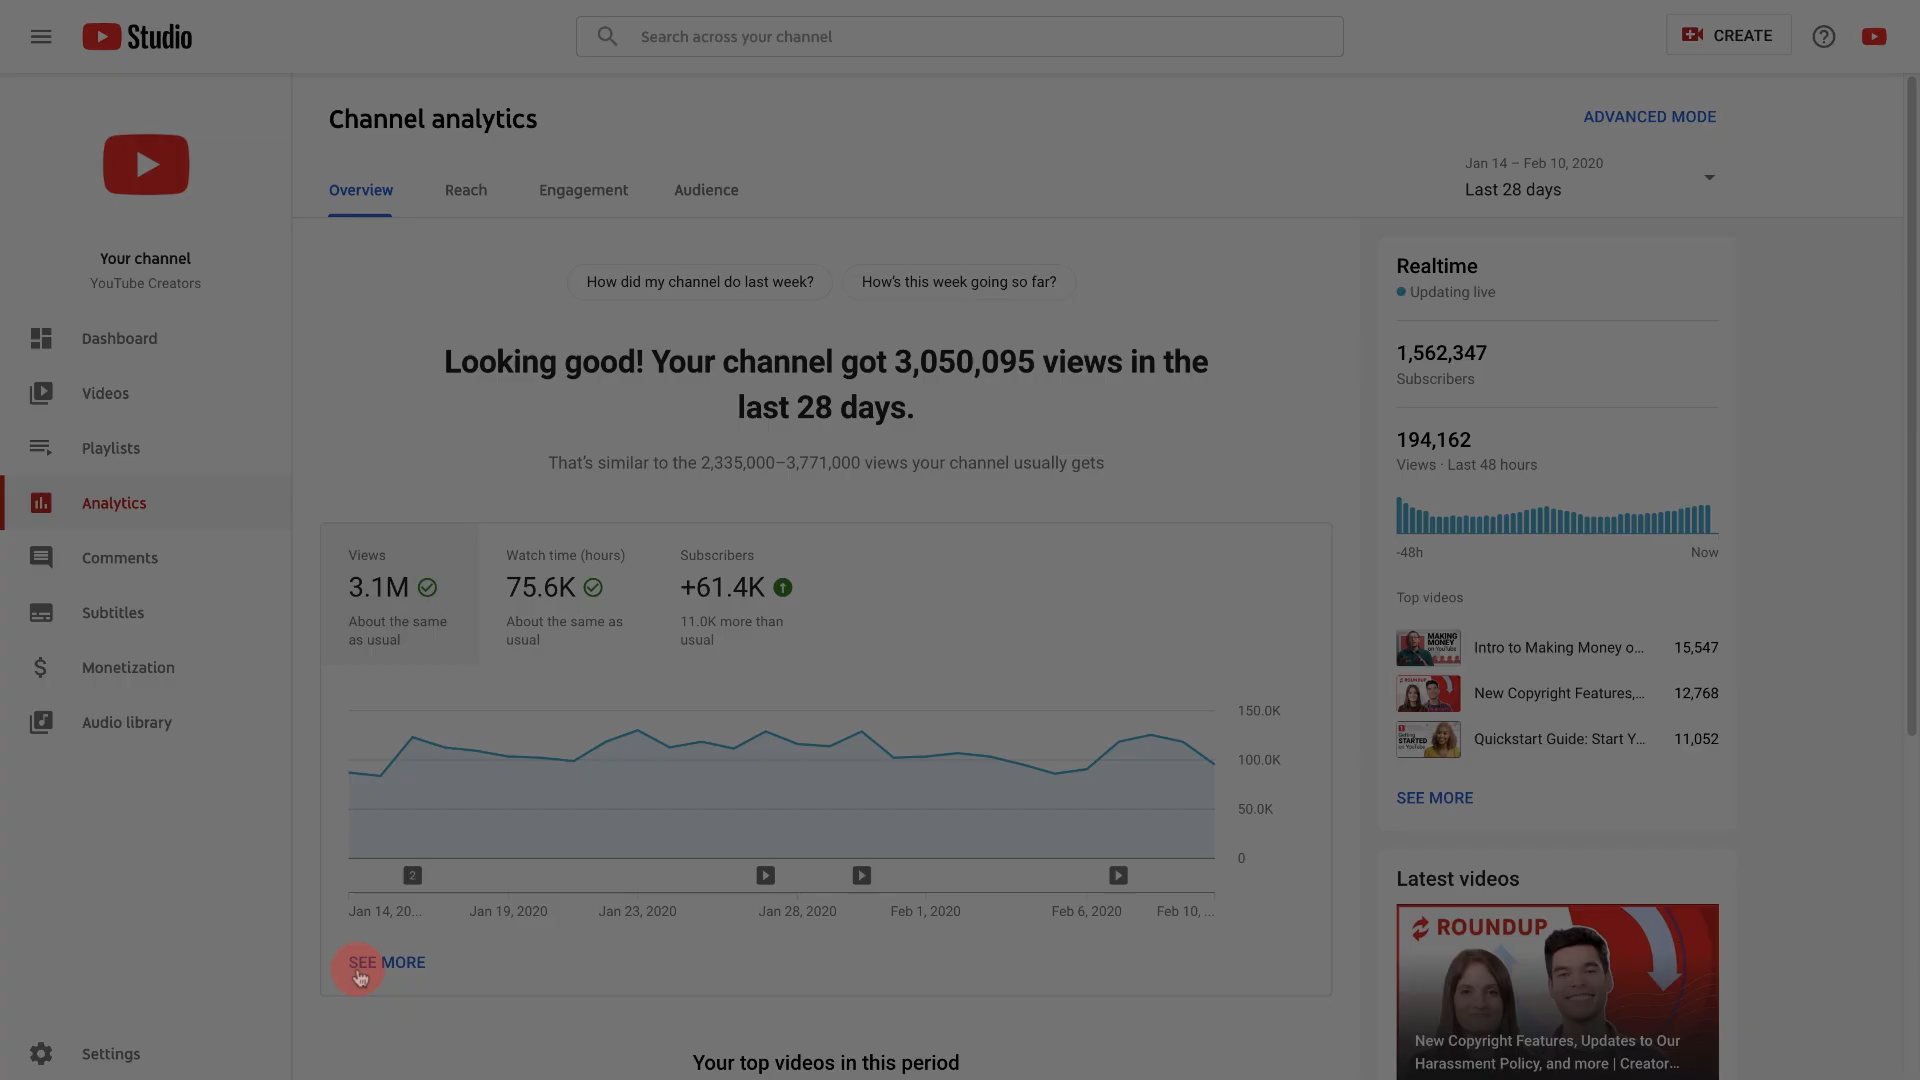 Studio
Search across your channel
CREATE
Channel analytics
ADVANCED MODE
Jan 14 – Feb 10, 2020
Last 28 days
Overview
Reach
Engagement
Audience
Your channel
YouTube Creators
Dashboard
Videos
Playlists
Analytics
Comments
Subtitles
Monetization
Audio library
Settings
How did my channel do last week?
How's this week going so far?
Looking good! Your channel got 3,050,095 views in the
last 28 days.
That's similar to the 2,335,000–3,771,000 views your channel usually gets
Views
3.1M
About the same
as usual
Watch time (hours)
75.6K
About the same as
usual
Subscribers
+61.4K
11.0K more than
usual
150.0K
100.0K
50.0K
0
2
Jan 14, 20...
Jan 19, 2020
Jan 23, 2020
Jan 28, 2020
Feb 1, 2020
Feb 6, 2020
Feb 10, ...
SEE MORE
Your top videos in this period
Realtime
Updating live
1,562,347
Subscribers
194,162
Views · Last 48 hours
-48h
Now
Top videos
MAKING
MONEY
on YouTube
Intro to Making Money o...
15,547
ROUNDUP
New Copyright Features,...
12,768
Getting
STARTED
on YouTube
Quickstart Guide: Start Y...
11,052
SEE MORE
Latest videos
ROUNDUP
New Copyright Features, Updates to Our
Harassment Policy, and more | Creator...